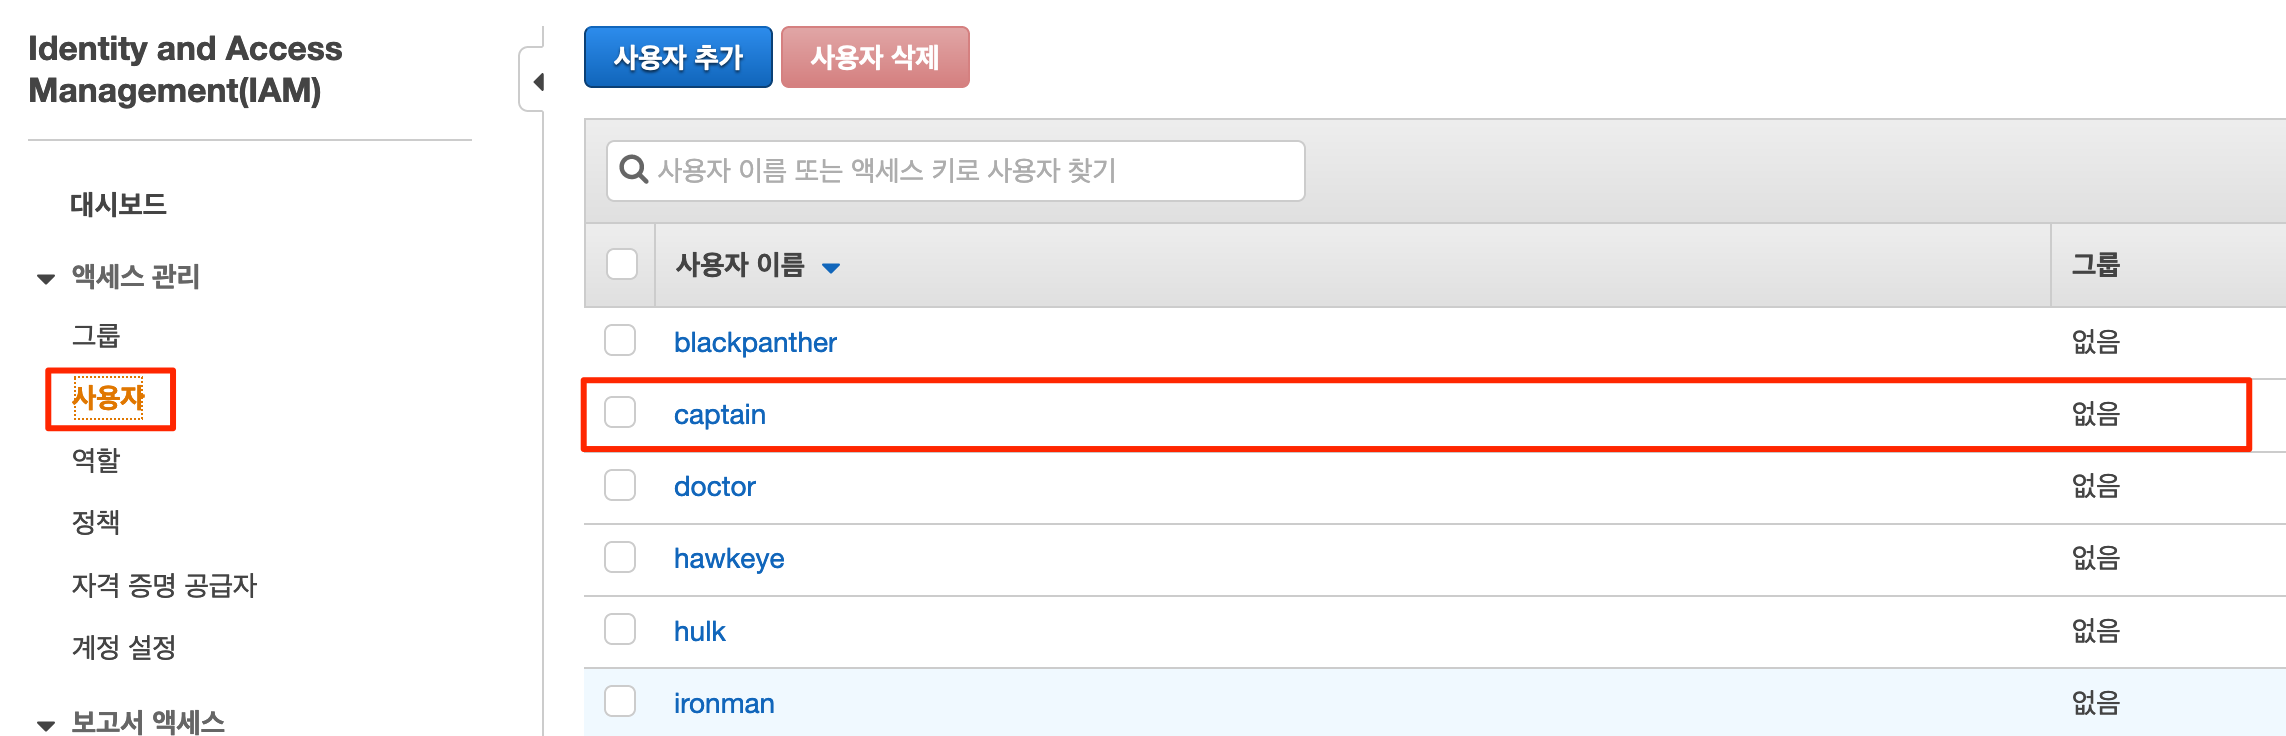 Identity and Access
Management(IAM)
대시보드
액세스 관리
그룹
사용자
역할
정책
자격 증명 공급자
계정 설정
보고서 액세스
사용자 추가 사용자 삭제
사용자 이름 또는 액세스 키로 사용자 찾기
사용자 이름 그룹
blackpanther 없음
captain 없음
doctor 없음
hawkeye 없음
hulk 없음
ironman 없음